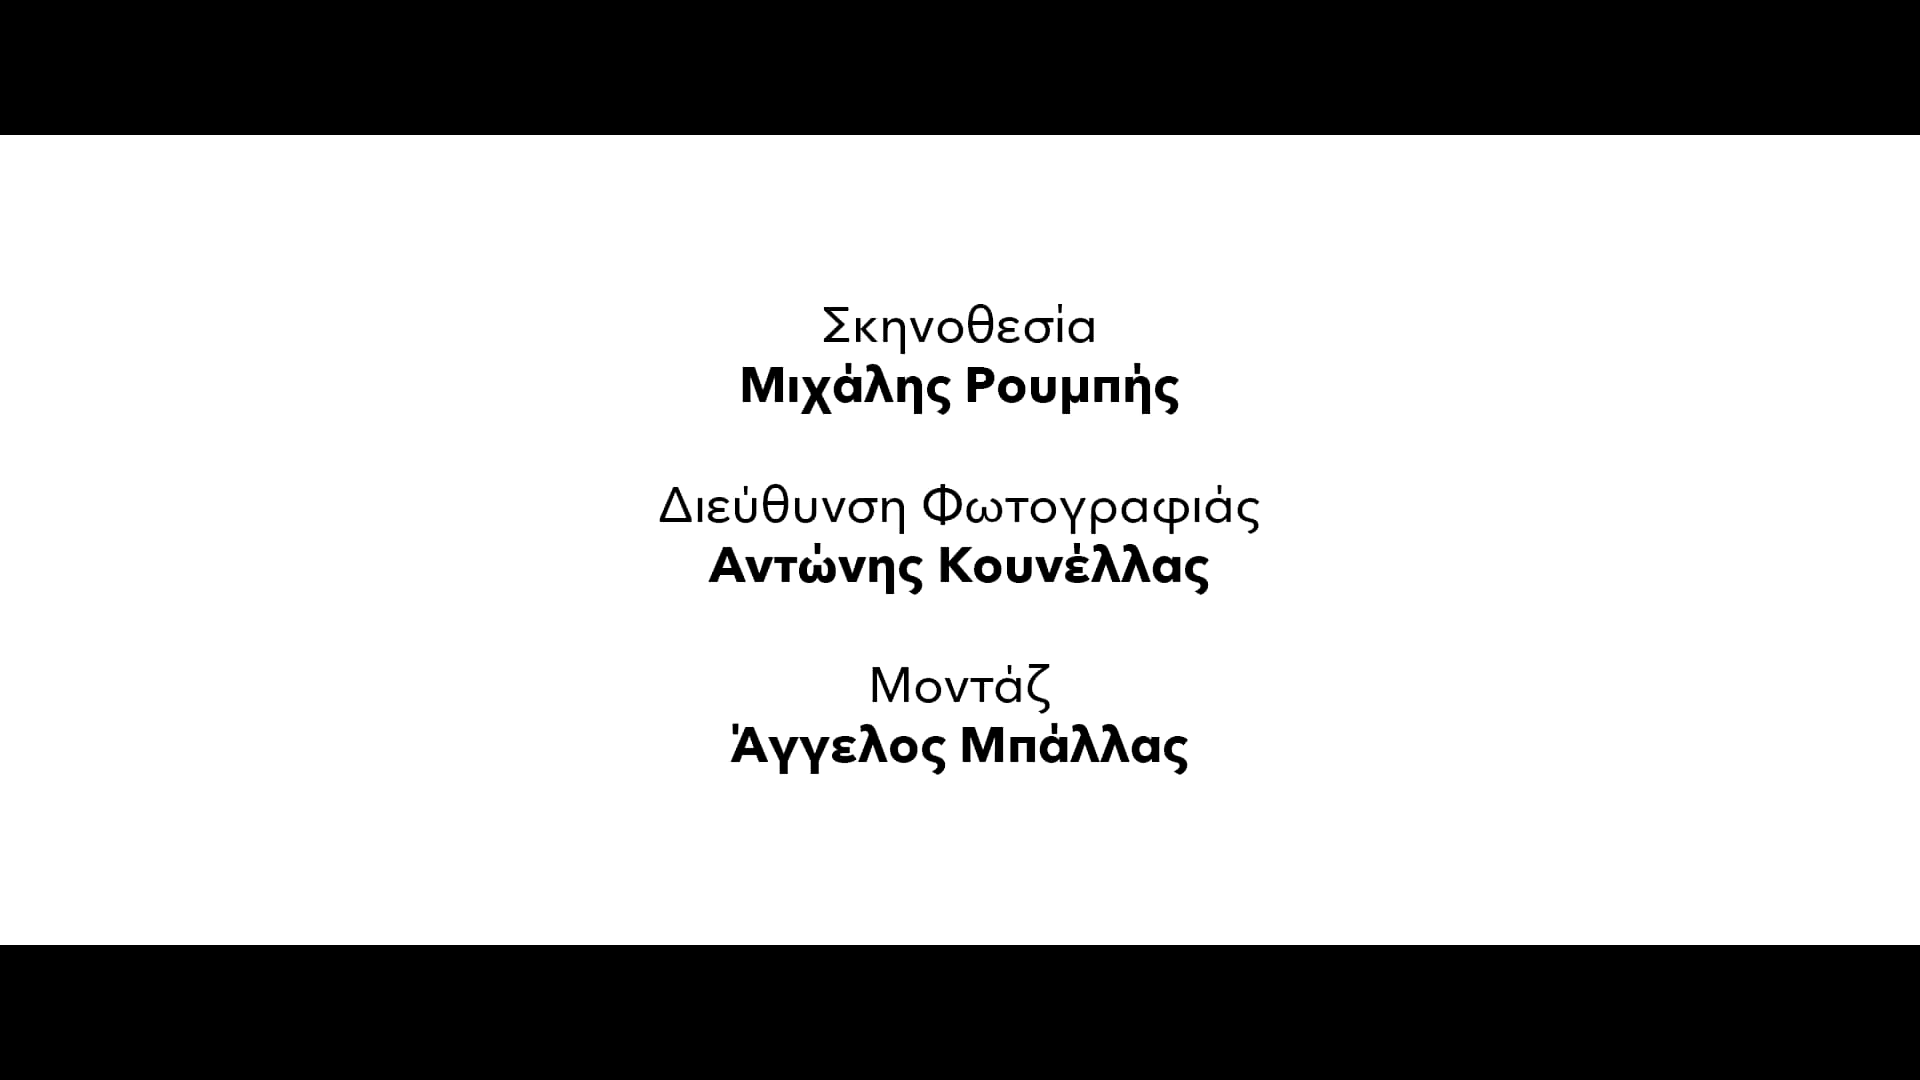 Σκηνοθεσία
Μιχάλης Ρουμπής
Διεύθυνση Φωτογραφιάς
Αντώνης Κουνέλλας
Μοντάζ
Άγγελος Μπάλλας